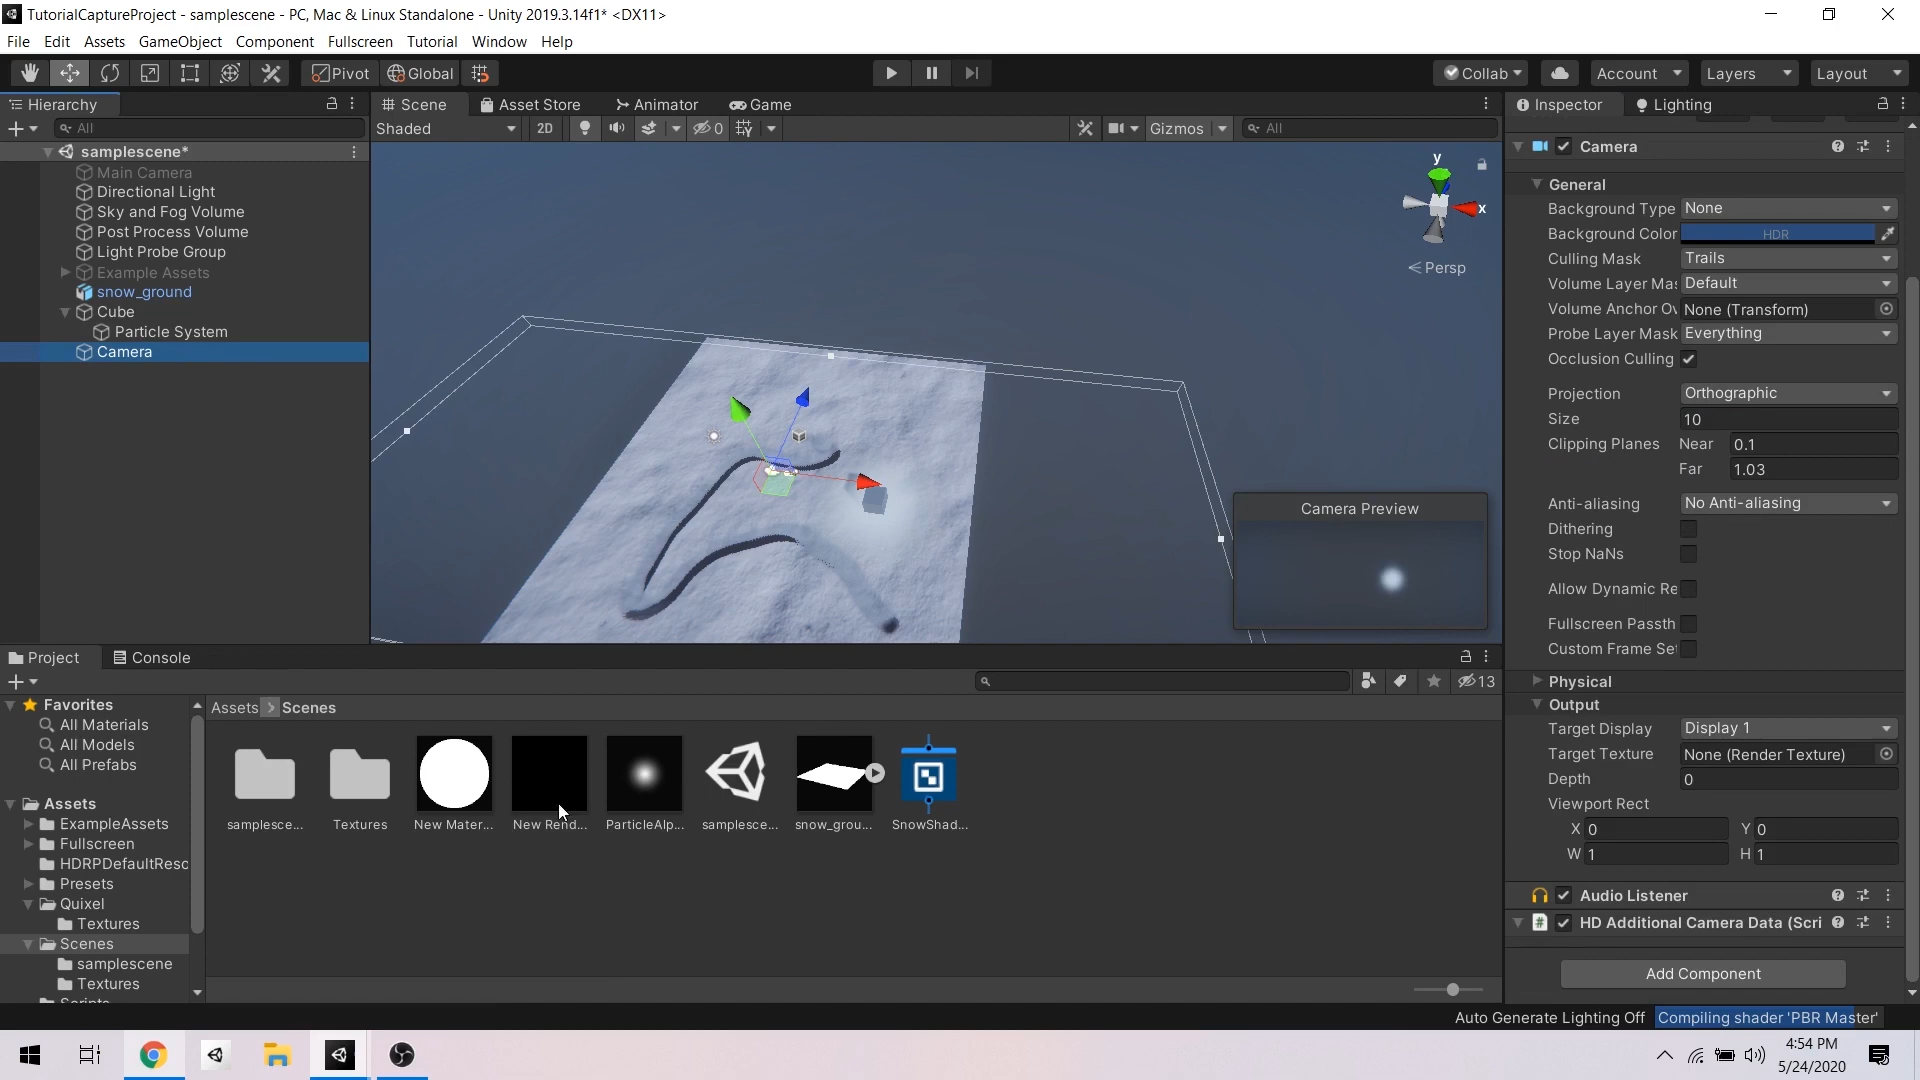 TutorialCaptureProject - samplescene - PC, Mac & Linux Standalone - Unity 2019.3.14f1* <DX11>
File Edit Assets GameObject Component Fullscreen Tutorial Window Help
Pivot Global Collab Account Layers Layout
Hierarchy
All
samplescene*
Main Camera
Directional Light
Sky and Fog Volume
Post Process Volume
Light Probe Group
Example Assets
snow_ground
Cube
Particle System
Camera
Scene Asset Store Animator Game
Shaded 2D 0 Gizmos All
y
x
Persp
Camera Preview
Inspector Lighting
Camera
General
Background Type None
Background Color HDR
Culling Mask Trails
Volume Layer Ma: Default
Volume Anchor Ov None (Transform)
Probe Layer Mask Everything
Occlusion Culling
Projection Orthographic
Size 10
Clipping Planes Near 0.1
Far 1.03
Anti-aliasing No Anti-aliasing
Dithering
Stop NaNs
Allow Dynamic Re
Fullscreen Passth
Custom Frame Se
Physical
Output
Target Display Display 1
Target Texture None (Render Texture)
Depth 0
Viewport Rect
X 0 Y 0
W 1 H 1
Audio Listener
HD Additional Camera Data (Scri
Add Component
Project Console
13
Favorites
All Materials
All Models
All Prefabs
Assets
ExampleAssets
Fullscreen
HDRPDefaultResc
Presets
Quixel
Textures
Scenes
samplescene
Textures
Assets > Scenes
samplesce... Textures New Mater... New Rend... ParticleAlp... samplesce... snow_grou... SnowShad...
Auto Generate Lighting Off Compiling shader 'PBR Master'
4:54 PM
5/24/2020